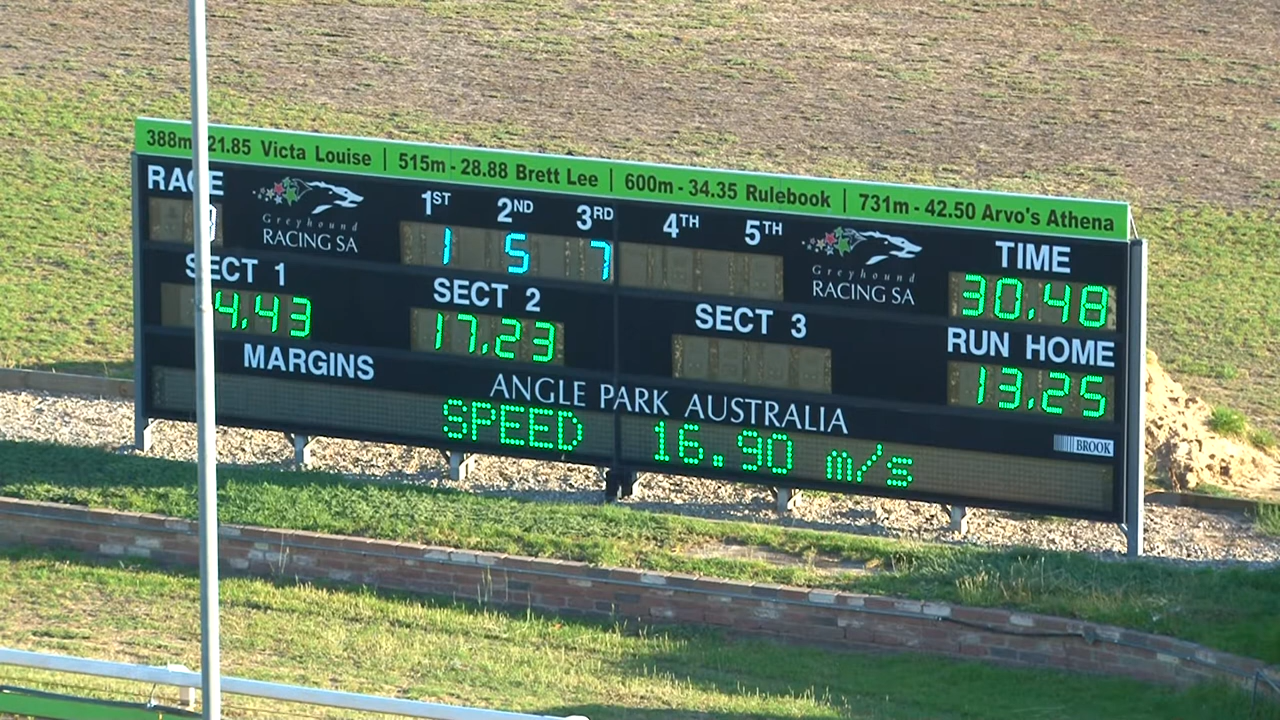 388m 21.85 Victa Louise | 515m - 28.88 Brett Lee | 600m - 34.35 Rulebook | 731m - 42.50 Arvo's Athena
RACE
Greyhound
RACING SA
1ST 2ND 3RD 4TH 5TH
1 5 7
Greyhound
RACING SA
TIME
30.48
SECT 1
4.43
SECT 2
17.23
SECT 3
RUN HOME
13.25
MARGINS
ANGLE PARK AUSTRALIA
SPEED 16.90 m/s
BROOK